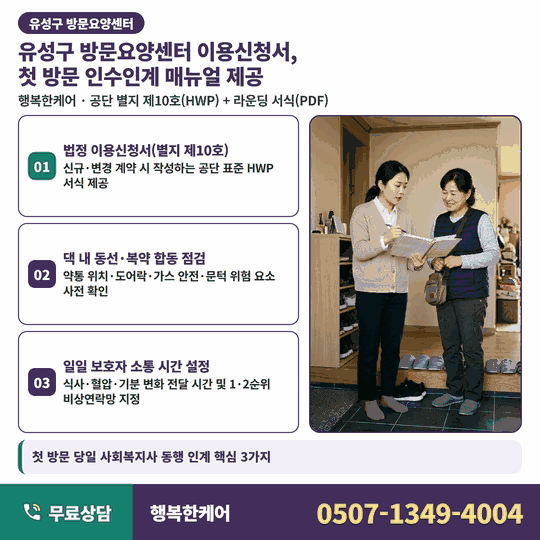 유성구 방문요양센터
유성구 방문요양센터 이용신청서,
첫 방문 인수인계 매뉴얼 제공
행복한케어 · 공단 별지 제10호(HWP) + 라운딩 서식(PDF)
01
법정 이용신청서(별지 제10호)
신규·변경 계약 시 작성하는 공단 표준 HWP
서식 제공
02
댁 내 동선·복약 합동 점검
약통 위치·도어락·가스 안전·문턱 위험 요소
사전 확인
03
일일 보호자 소통 시간 설정
식사·혈압·기분 변화 전달 시간 및 1·2순위
비상연락망 지정
첫 방문 당일 사회복지사 동행 인계 핵심 3가지
무료상담
행복한케어
0507-1349-4004